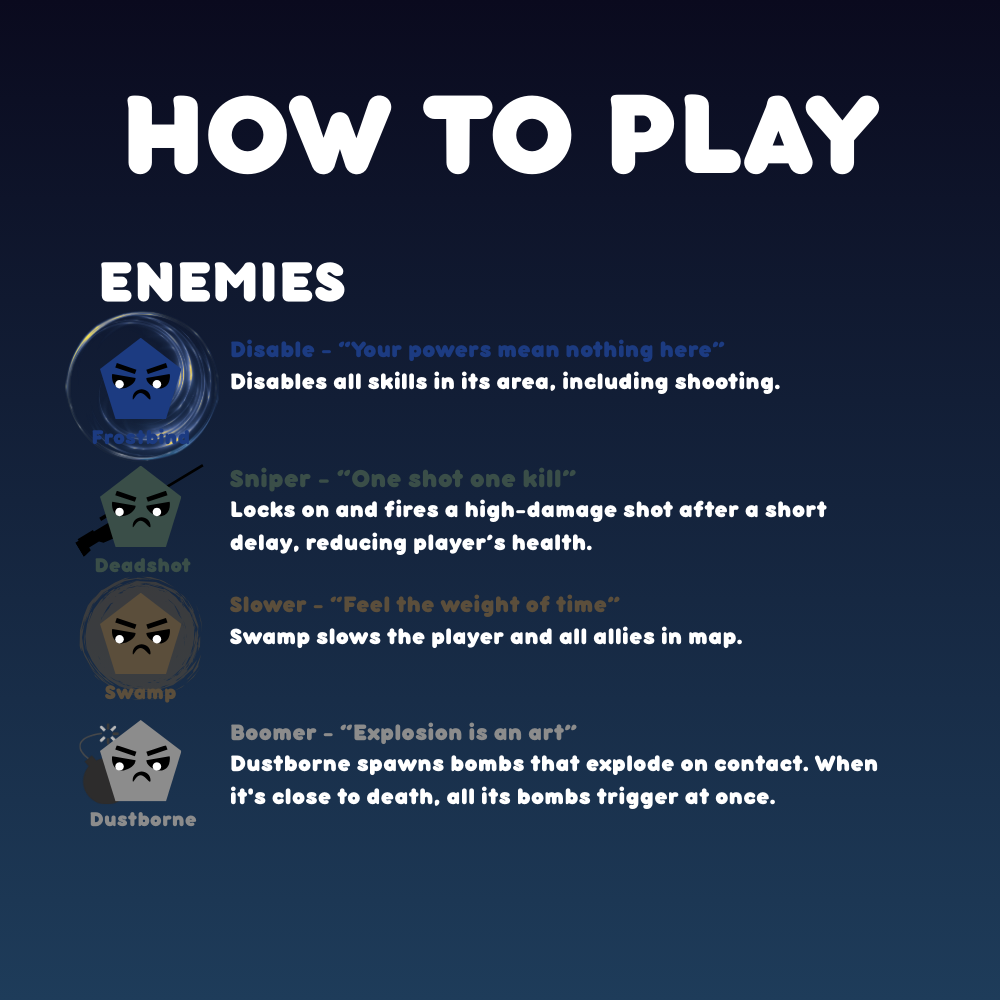 HOW TO PLAY
ENEMIES
Disable - "Your powers mean nothing here"
Disables all skills in its area, including shooting.
Frostbind
Sniper - "One shot one kill"
Locks on and fires a high-damage shot after a short
delay, reducing player's health.
Deadshot
Slower - "Feel the weight of time"
Swamp slows the player and all allies in map.
Swamp
Boomer - "Explosion is an art"
Dustborne spawns bombs that explode on contact. When
it's close to death, all its bombs trigger at once.
Dustborne